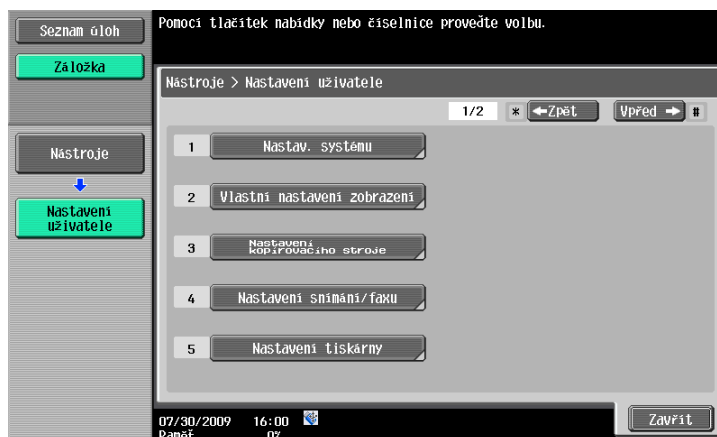 Seznam úloh
Pomocí tlačítek nabídky nebo číselnice proveďte volbu.
Záložka
Nástroje > Nastavení uživatele
1/2 * ←Zpět Vpřed → #
Nástroje
Nastavení
uživatele
1 Nastav. systému
2 Vlastní nastavení zobrazení
3 Nastavení
kopírovacího stroje
4 Nastavení snímání/faxu
5 Nastavení tiskárny
Zavřít
07/30/2009 16:00
Paměť 0%